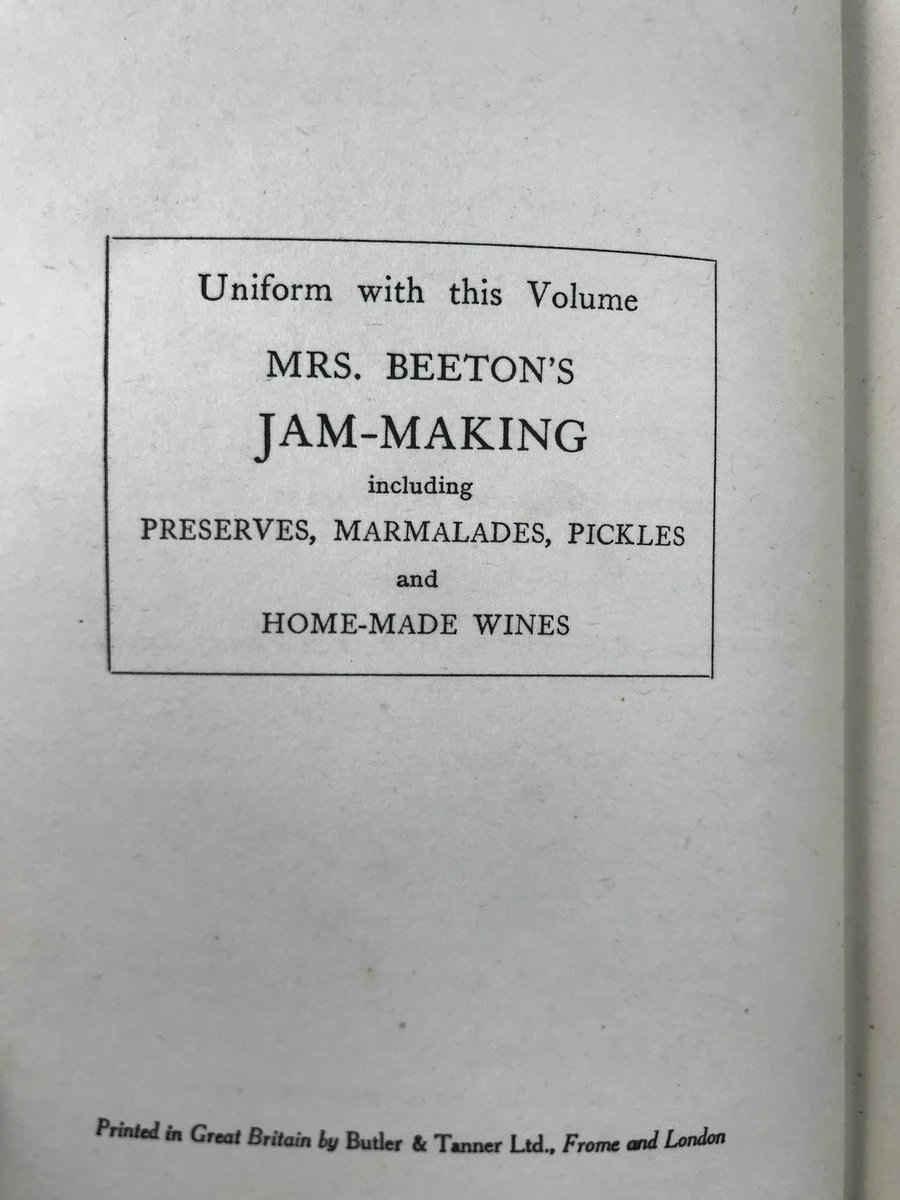 Uniform with this Volume
MRS. BEETON'S
JAM-MAKING
including
PRESERVES, MARMALADES, PICKLES
and
HOME-MADE WINES
Printed in Great Britain by Butler & Tanner Ltd., Frome and London